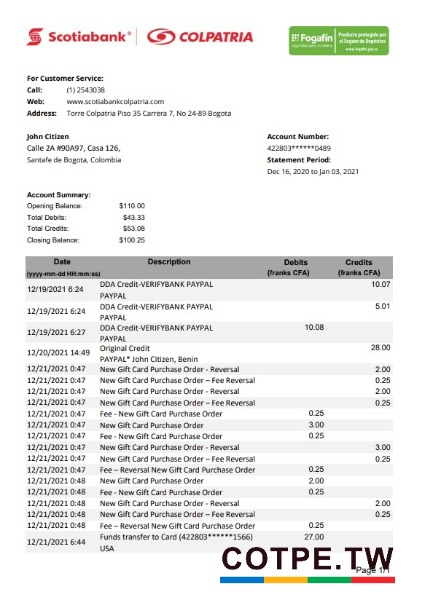 Scotiabank® COLPATRIA
Fogafín Producto protegido por
el Seguro de Depósitos
www.fogafin.gov.co
For Customer Service:
Call: (1) 2543038
Web: www.scotiabankcolpatria.com
Address: Torre Colpatria Piso 35 Carrera 7, No 24-89 Bogota
John Citizen
Calle 2A #90A97, Casa 126,
Santafe de Bogota, Colombia
Account Number:
422803******0489
Statement Period:
Dec 16, 2020 to Jan 03, 2021
Account Summary:
Opening Balance: $110.00
Total Debits: $43.33
Total Credits: $53.08
Closing Balance: $100.25
Date Description Debits Credits
(yyyy-mm-dd HH:mm:ss) (franks CFA) (franks CFA)
12/19/2021 6:24 DDA Credit-VERIFYBANK PAYPAL 10.07
PAYPAL
12/19/2021 6:24 DDA Credit-VERIFYBANK PAYPAL 5.01
PAYPAL
12/19/2021 6:27 DDA Credit-VERIFYBANK PAYPAL 10.08
PAYPAL
12/20/2021 14:49 Original Credit 28.00
PAYPAL* John Citizen, Benin
12/21/2021 0:47 New Gift Card Purchase Order - Reversal 2.00
12/21/2021 0:47 New Gift Card Purchase Order – Fee Reversal 0.25
12/21/2021 0:47 New Gift Card Purchase Order - Reversal 2.00
12/21/2021 0:47 New Gift Card Purchase Order – Fee Reversal 0.25
12/21/2021 0:47 Fee - New Gift Card Purchase Order 0.25
12/21/2021 0:47 New Gift Card Purchase Order 3.00
12/21/2021 0:47 Fee - New Gift Card Purchase Order 0.25
12/21/2021 0:47 New Gift Card Purchase Order - Reversal 3.00
12/21/2021 0:47 New Gift Card Purchase Order – Fee Reversal 0.25
12/21/2021 0:47 Fee – Reversal New Gift Card Purchase Order 0.25
12/21/2021 0:48 New Gift Card Purchase Order 2.00
12/21/2021 0:48 Fee - New Gift Card Purchase Order 0.25
12/21/2021 0:48 New Gift Card Purchase Order - Reversal 2.00
12/21/2021 0:48 New Gift Card Purchase Order – Fee Reversal 0.25
12/21/2021 0:48 Fee – Reversal New Gift Card Purchase Order 0.25
12/21/2021 6:44 Funds transfer to Card (422803******1566) 27.00
USA
COTPE.TW
Page 1/1